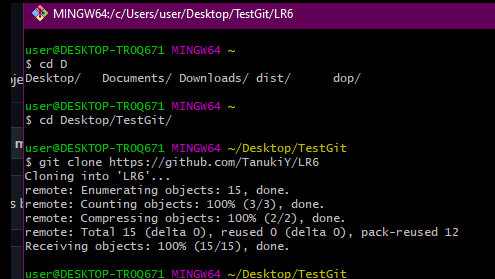 MINGW64:/c/Users/user/Desktop/TestGit/LR6
user@DESKTOP-TROQ671 MINGW64 ~
$ cd D
Desktop/   Documents/ Downloads/ dist/      dop/
user@DESKTOP-TROQ671 MINGW64 ~
$ cd Desktop/TestGit/
user@DESKTOP-TROQ671 MINGW64 ~/Desktop/TestGit
$ git clone https://github.com/TanukiY/LR6
Cloning into 'LR6'...
remote: Enumerating objects: 15, done.
remote: Counting objects: 100% (3/3), done.
remote: Compressing objects: 100% (2/2), done.
remote: Total 15 (delta 0), reused 0 (delta 0), pack-reused 12
Receiving objects: 100% (15/15), done.
user@DESKTOP-TROQ671 MINGW64 ~/Desktop/TestGit